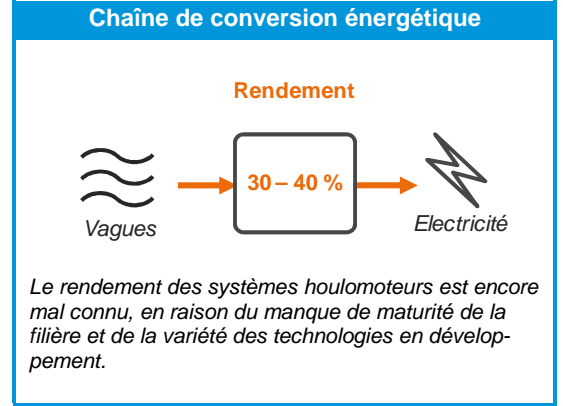 Chaîne de conversion énergétique
Rendement
30 – 40 %
Vagues
Electricité
Le rendement des systèmes houlomoteurs est encore
mal connu, en raison du manque de maturité de la
filière et de la variété des technologies en dévelop-
pement.